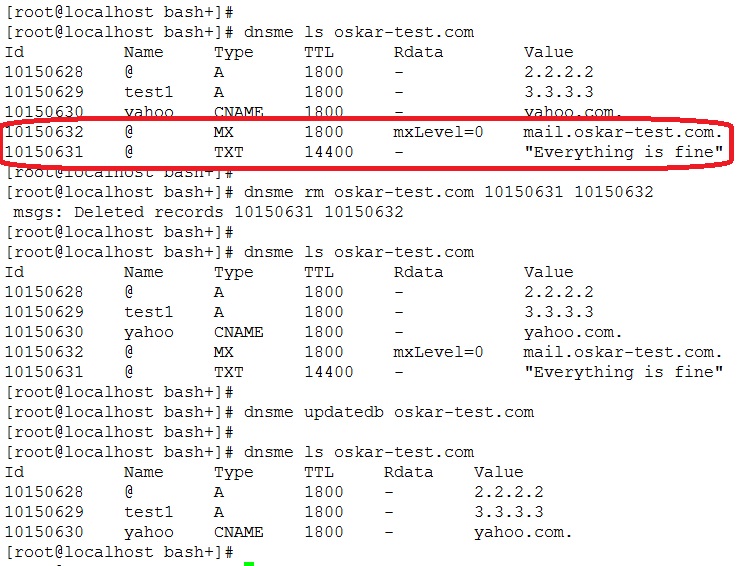 [root@localhost bash+]#
[root@localhost bash+]# dnsme ls oskar-test.com
Id Name Type TTL Rdata Value
10150628 @ A 1800 - 2.2.2.2
10150629 test1 A 1800 - 3.3.3.3
10150630 yahoo CNAME 1800 - yahoo.com.
10150632 @ MX 1800 mxLevel=0 mail.oskar-test.com.
10150631 @ TXT 14400 - "Everything is fine"
[root@localhost bash+]#
[root@localhost bash+]# dnsme rm oskar-test.com 10150631 10150632
msgs: Deleted records 10150631 10150632
[root@localhost bash+]#
[root@localhost bash+]# dnsme ls oskar-test.com
Id Name Type TTL Rdata Value
10150628 @ A 1800 - 2.2.2.2
10150629 test1 A 1800 - 3.3.3.3
10150630 yahoo CNAME 1800 - yahoo.com.
10150632 @ MX 1800 mxLevel=0 mail.oskar-test.com.
10150631 @ TXT 14400 - "Everything is fine"
[root@localhost bash+]#
[root@localhost bash+]# dnsme updatedb oskar-test.com
[root@localhost bash+]#
[root@localhost bash+]# dnsme ls oskar-test.com
Id Name Type TTL Rdata Value
10150628 @ A 1800 - 2.2.2.2
10150629 test1 A 1800 - 3.3.3.3
10150630 yahoo CNAME 1800 - yahoo.com.
[root@localhost bash+]#